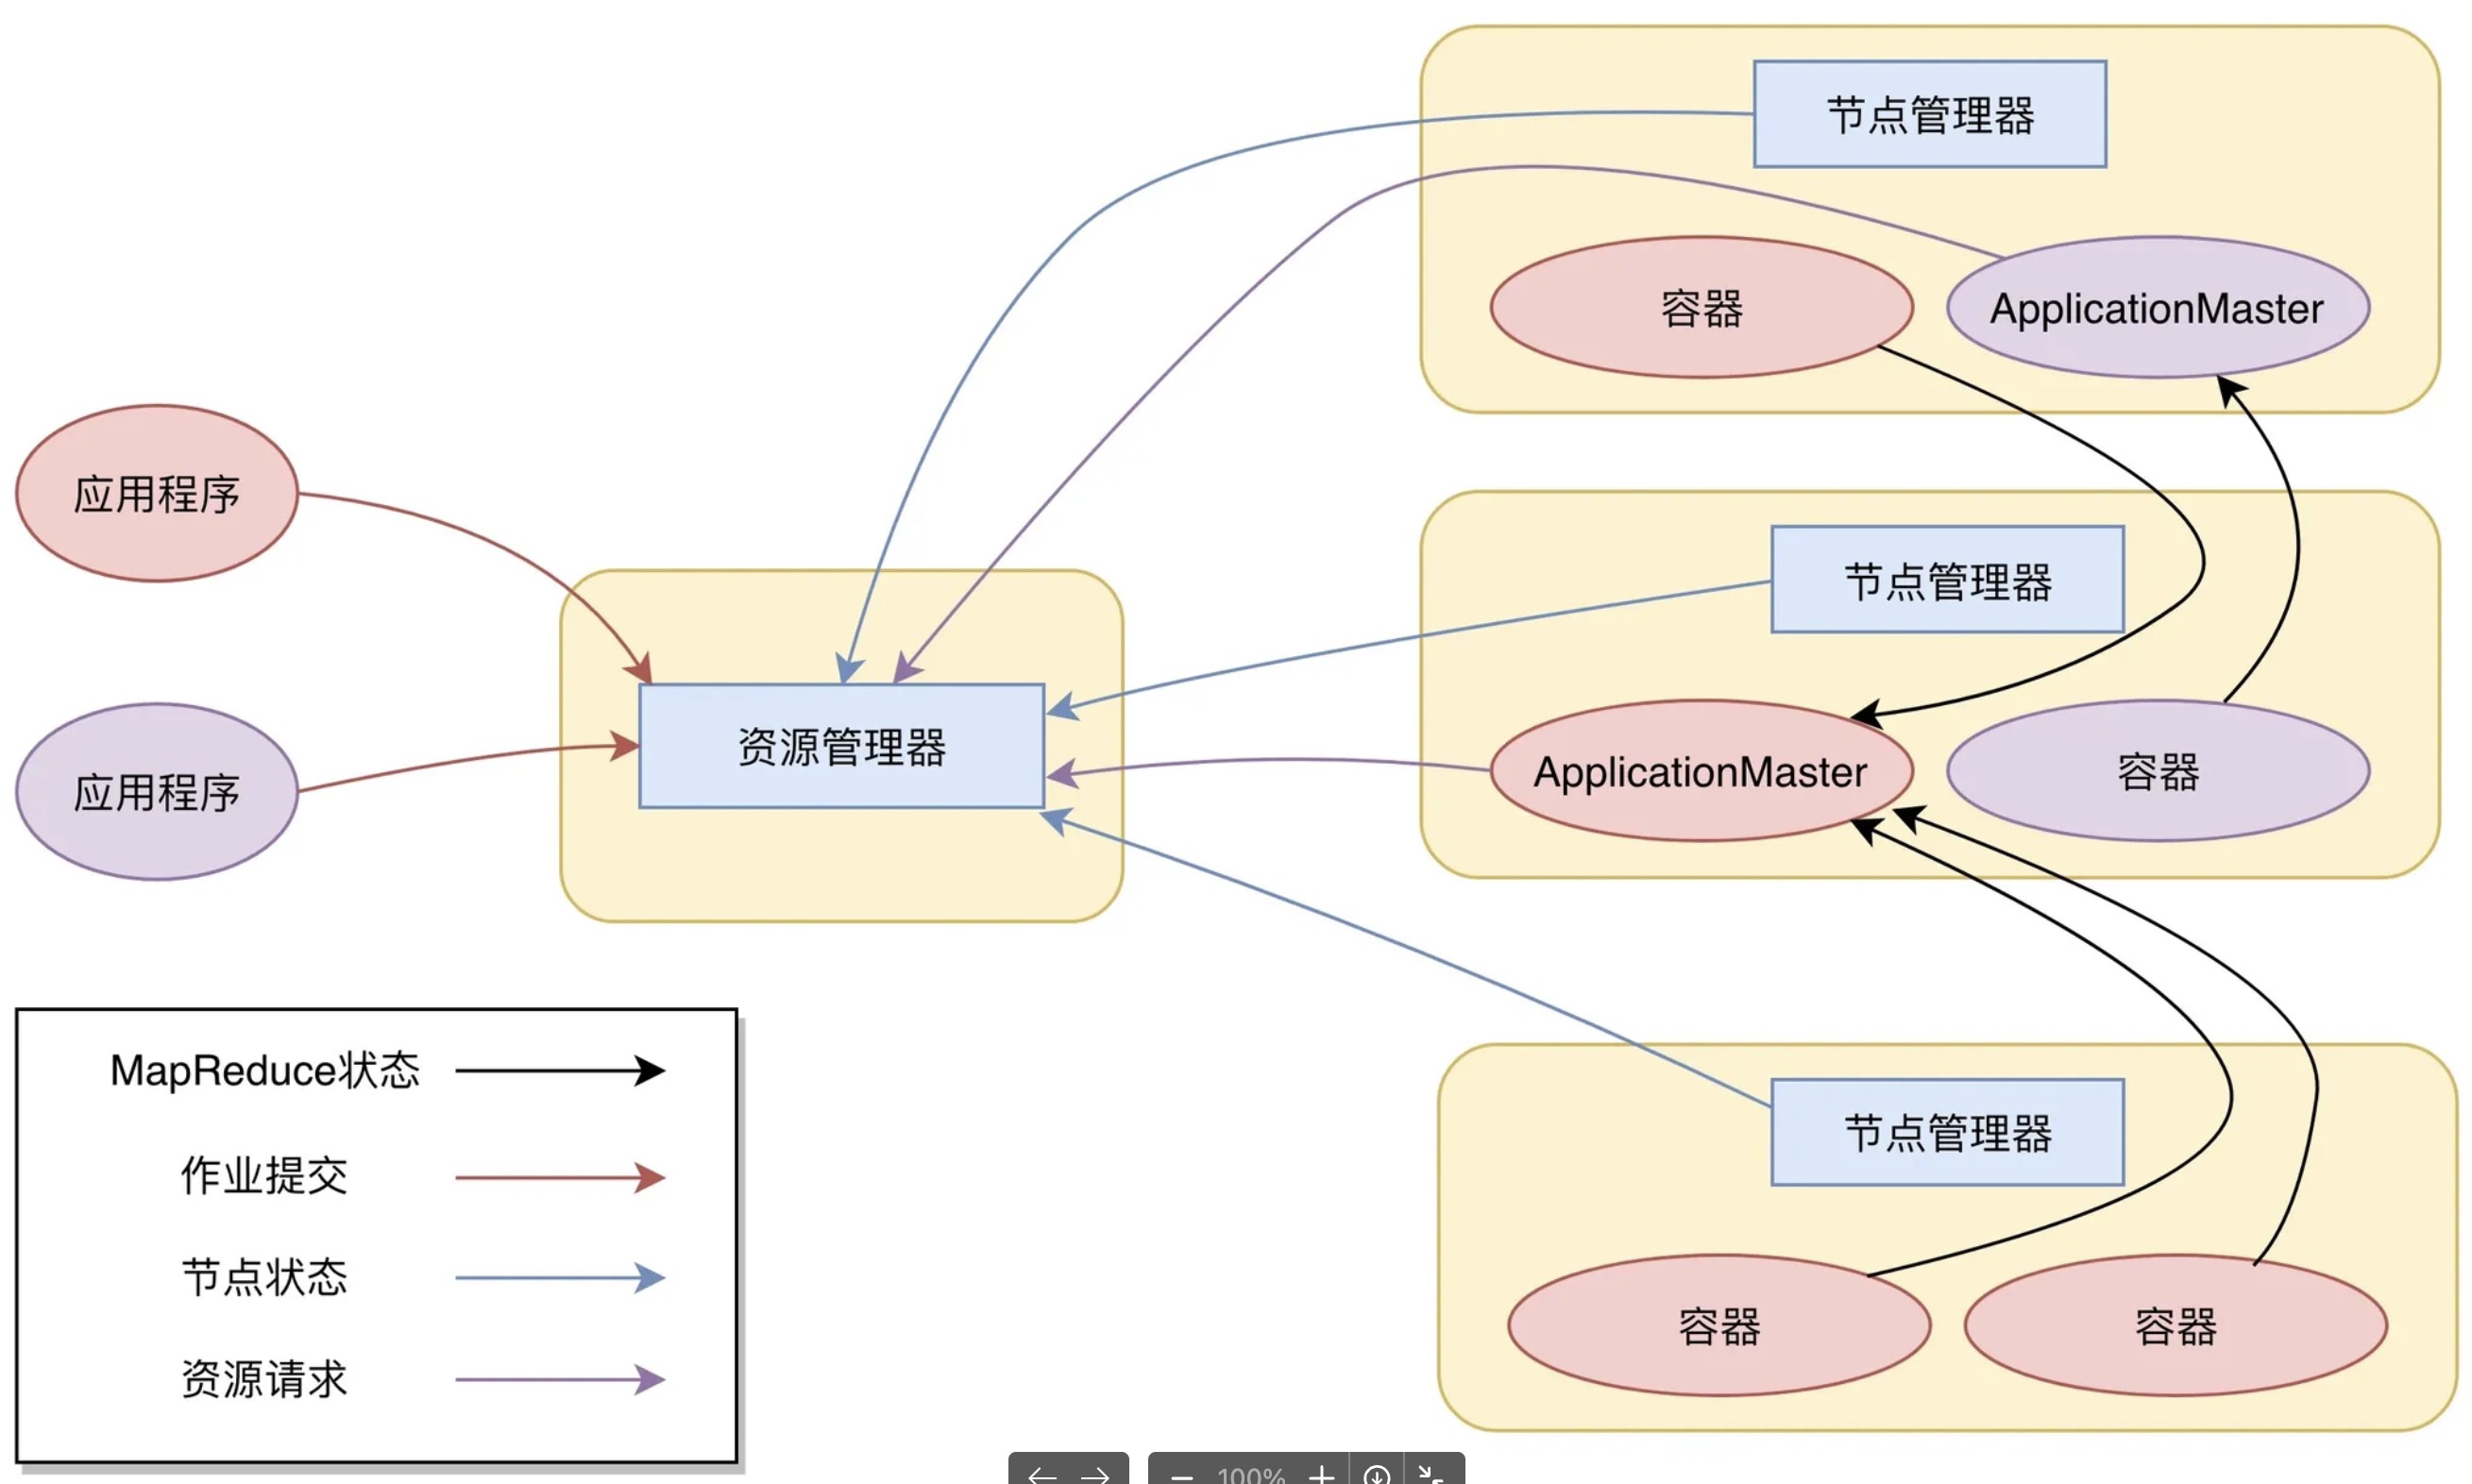 节点管理器
容器
ApplicationMaster
应用程序
节点管理器
应用程序
资源管理器
ApplicationMaster
容器
MapReduce状态
作业提交
节点状态
资源请求
节点管理器
容器
容器
100%